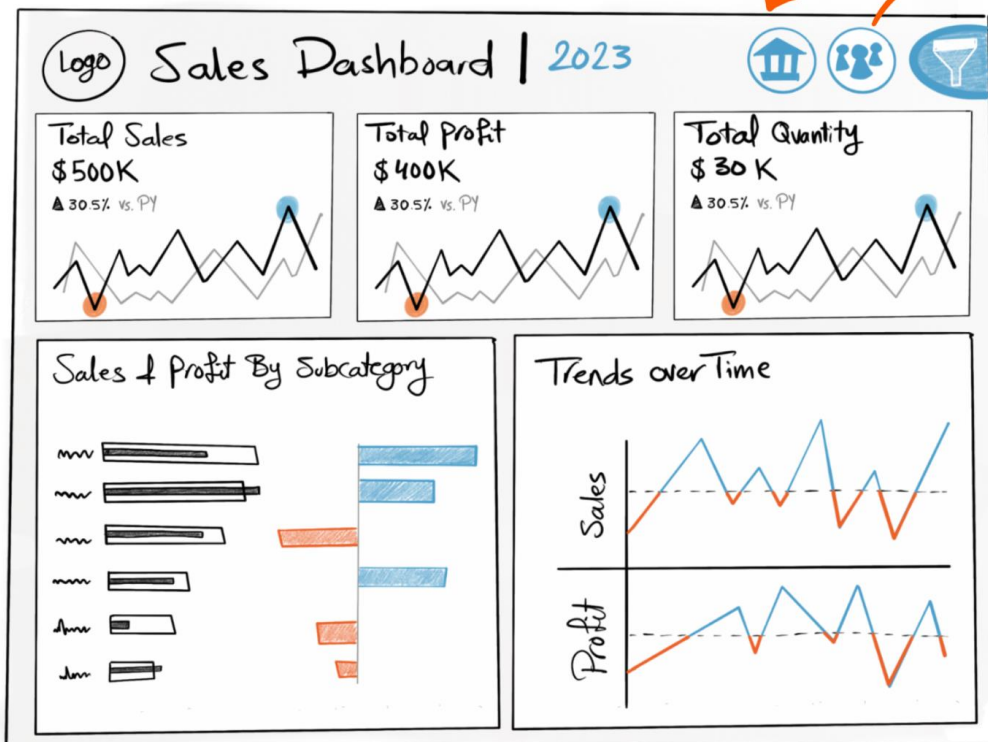 Logo
Sales Dashboard | 2023
Total Sales
$500K
▲ 30.5% vs. PY
Total Profit
$400K
▲ 30.5% vs. PY
Total Quantity
$30K
▲ 30.5% vs. PY
Sales & Profit By Subcategory
Trends over Time
Sales
Profit